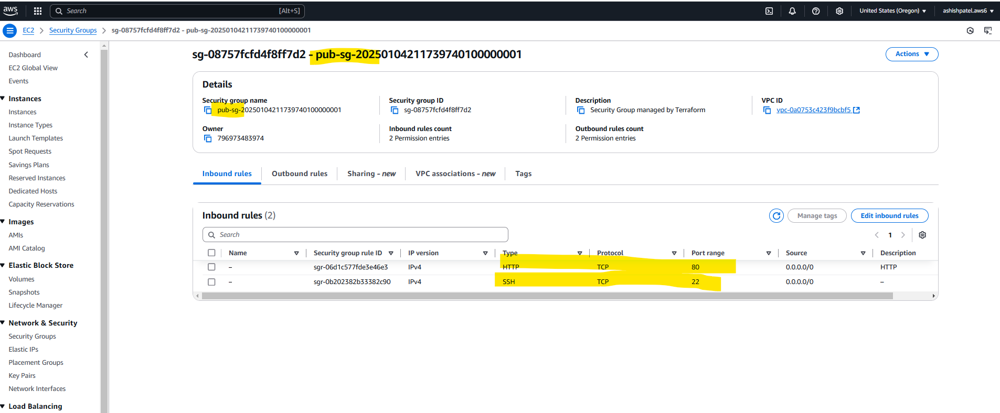 aws Search [Alt+S] United States (Oregon) ashishpatel.aws6
EC2 > Security Groups > sg-08757fcfd4f8ff7d2 - pub-sg-20250104211739740100000001
Dashboard
EC2 Global View
Events
Instances
Instances
Instance Types
Launch Templates
Spot Requests
Savings Plans
Reserved Instances
Dedicated Hosts
Capacity Reservations
Images
AMIs
AMI Catalog
Elastic Block Store
Volumes
Snapshots
Lifecycle Manager
Network & Security
Security Groups
Elastic IPs
Placement Groups
Key Pairs
Network Interfaces
Load Balancing
sg-08757fcfd4f8ff7d2 - pub-sg-20250104211739740100000001
Actions
Details
Security group name
pub-sg-20250104211739740100000001
Security group ID
sg-08757fcfd4f8ff7d2
Description
Security Group managed by Terraform
VPC ID
vpc-0a0753c423f9bcbf5
Owner
796973483974
Inbound rules count
2 Permission entries
Outbound rules count
2 Permission entries
Inbound rules Outbound rules Sharing - new VPC associations - new Tags
Inbound rules (2)
Manage tags Edit inbound rules
Search
1
Name Security group rule ID IP version Type Protocol Port range Source Description
– sgr-06d1c577fde3e46e3 IPv4 HTTP TCP 80 0.0.0.0/0 HTTP
– sgr-0b202382b33382c90 IPv4 SSH TCP 22 0.0.0.0/0 –